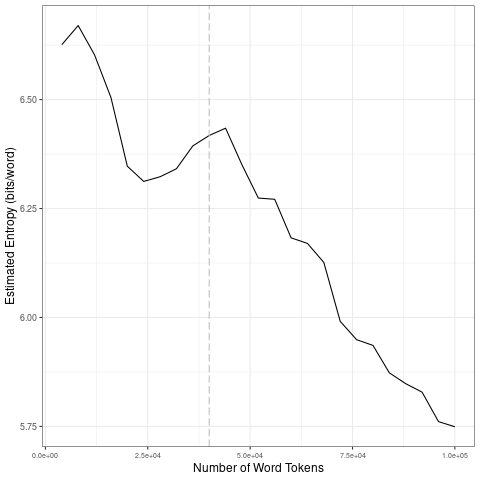 Estimated Entropy (bits/word)
6.50
6.25
6.00
5.75
0.0e+00 2.5e+04 5.0e+04 7.5e+04 1.0e+05
Number of Word Tokens